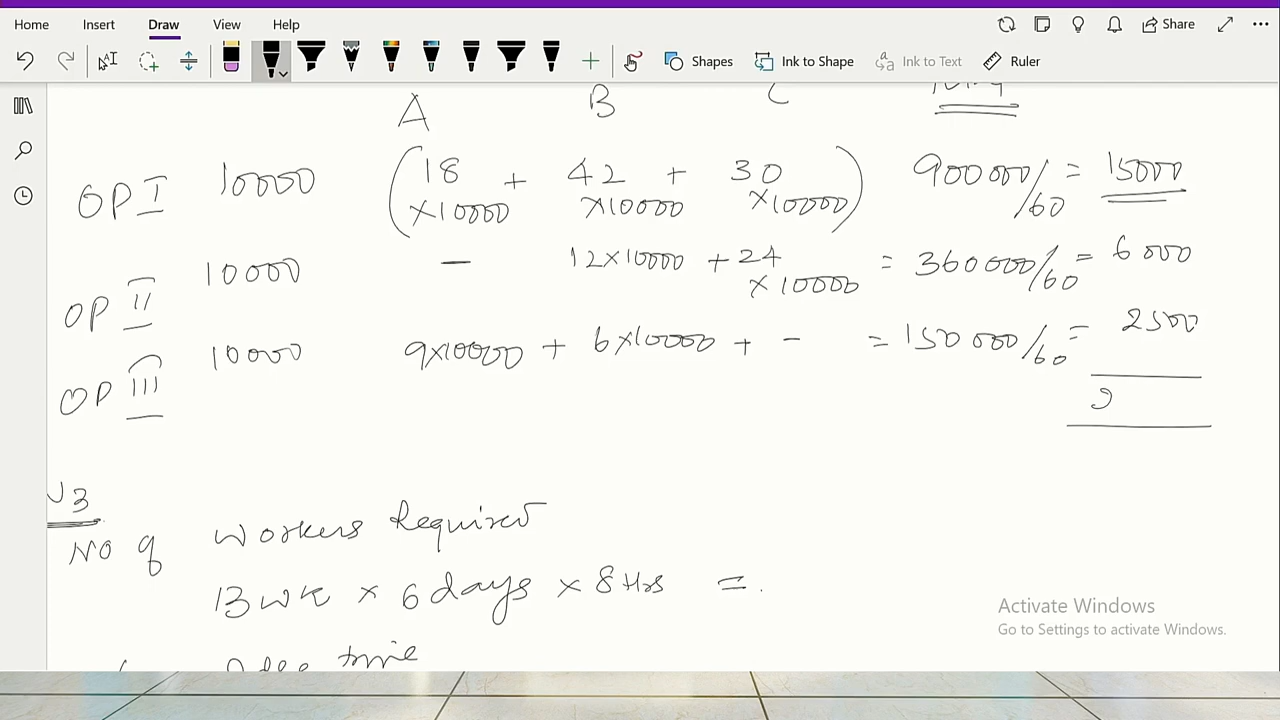 Home Insert Draw View Help Share
Shapes Ink to Shape Ink to Text Ruler
A B C
OP I 10000 (18 + 42 + 30) 900000/60 = 15000
×10000 ×10000 ×10000
OP II 10000 — 12×10000 + 24 = 360000/60 = 6000
×10000
OP III 10000 9×10000 + 6×10000 + - = 150000/60 = 2500
2
3
No of workers Required
13 wk × 6 days × 8 Hrs =.
Activate Windows
Go to Settings to activate Windows.
time